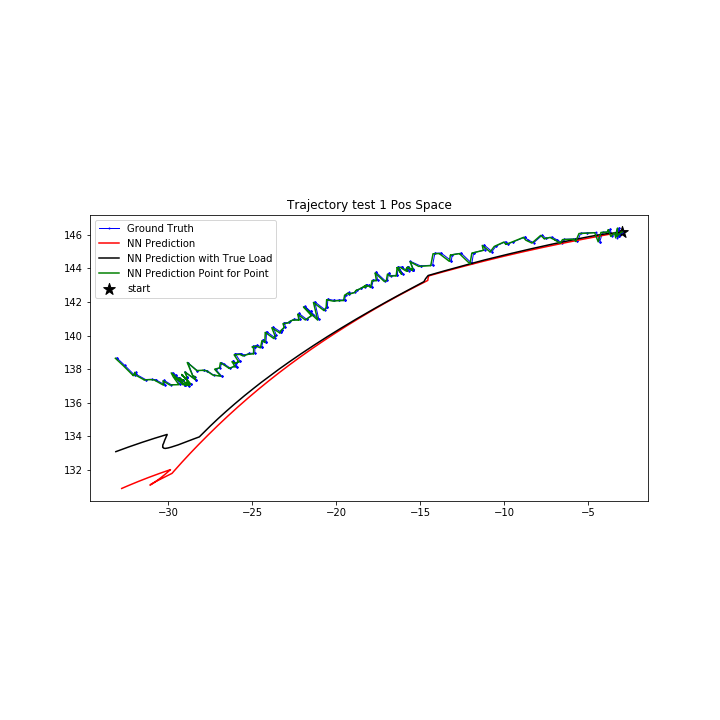 Trajectory test 1 Pos Space
Ground Truth
NN Prediction
NN Prediction with True Load
NN Prediction Point for Point
start
146
144
142
140
138
136
134
132
−30
−25
−20
−15
−10
−5